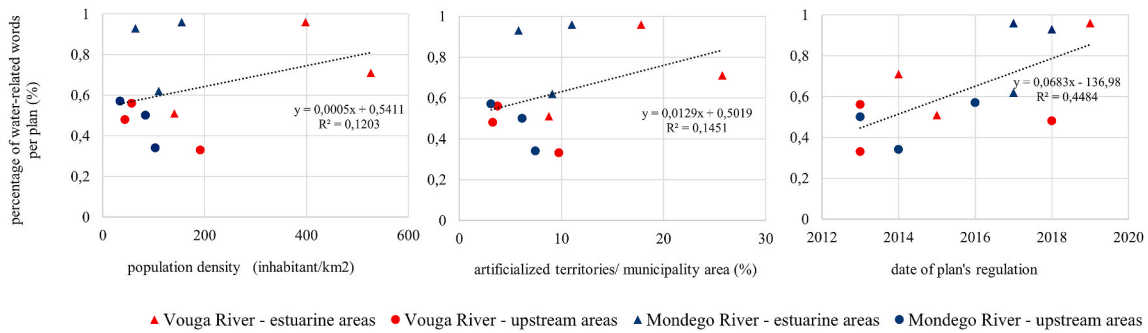 percentage of water-related words
per plan (%)
1
0,8
0,6
0,4
0,2
0
0 200 400 600
y = 0,0005x + 0,5411
R² = 0,1203
population density (inhabitant/km2)
1
0,8
0,6
0,4
0,2
0
0 10 20 30
y = 0,0129x + 0,5019
R² = 0,1451
artificialized territories/ municipality area (%)
1
0,8
0,6
0,4
0,2
0
2012 2014 2016 2018 2020
y = 0,0683x - 136,98
R² = 0,4484
date of plan's regulation
Vouga River - estuarine areas Vouga River - upstream areas Mondego River - estuarine areas Mondego River - upstream areas